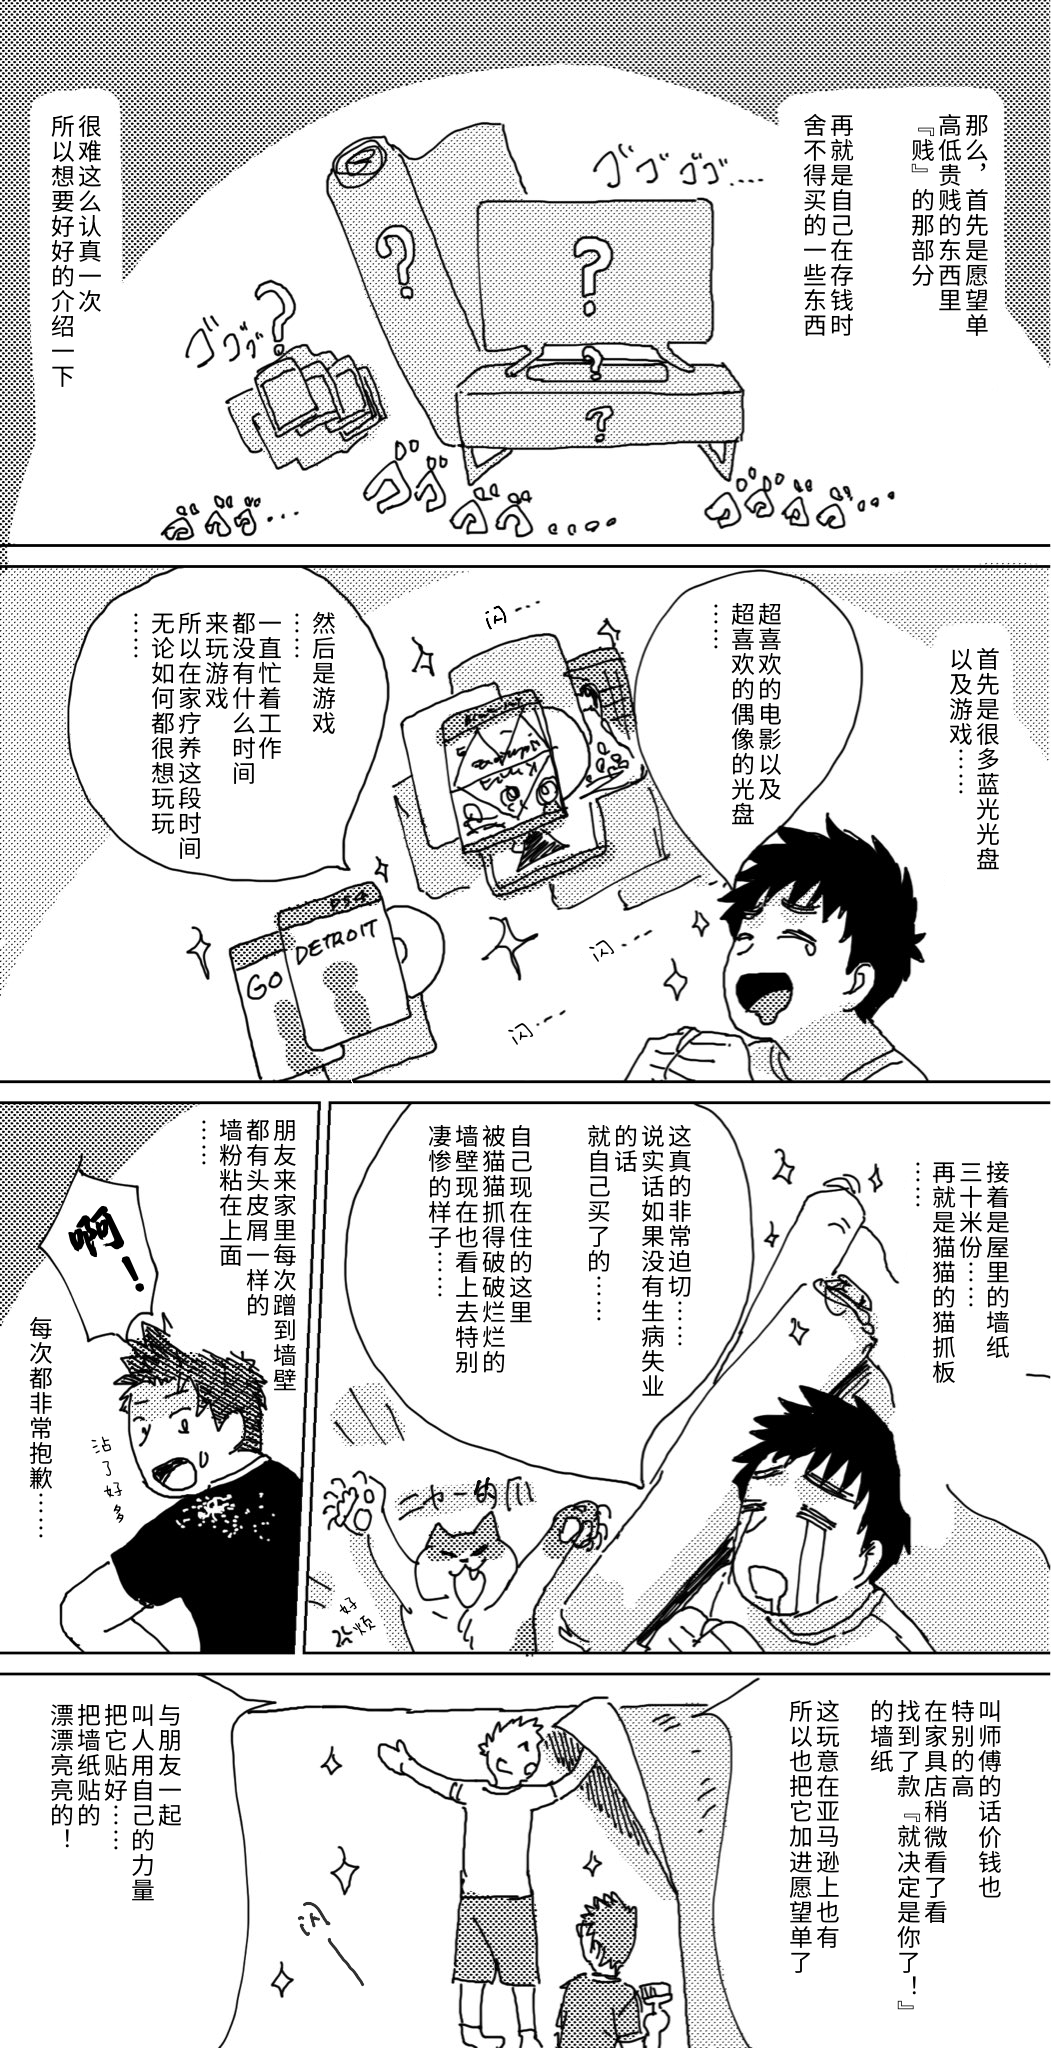 那么，首先是愿望单
高低贵贱的东西里
『贱』的那部分
再就是自己在存钱时
舍不得买的一些东西
ゴゴゴゴ....
?
?
?
?
?
ゴゴゴ
很难这么认真一次
所以想要好好的介绍一下
ゴゴゴゴ.....
ゴゴゴゴ...
ゴゴゴ...
首先是很多蓝光光盘
以及游戏……
超喜欢的电影以及
超喜欢的偶像的光盘
……
闪…
然后是游戏
……
一直忙着工作
都没有什么时间
来玩游戏
所以在家疗养这段时间
无论如何都很想玩玩
……
闪…
闪…
PS4
DETROIT
GO
接着是屋里的墙纸
三十米份……
再就是猫猫的猫抓板
……
这真的非常迫切……
说实话如果没有生病失业
的话
就自己买了的……
自己现在住的这里
被猫猫抓得破破烂烂的
墙壁现在也看上去特别
凄惨的样子……
ニャー的爪
好烦
朋友来家里每次蹭到墙壁
都有头皮屑一样的
墙粉粘在上面
……
啊！
沾了好多
每次都非常抱歉……
叫师傅的话价钱也
特别的高
在家具店稍微看了看
找到了款『就决定是你了！』
的墙纸
这玩意在亚马逊上也有
所以也把它加进愿望单了
闪
与朋友一起
叫人用自己的力量
把它贴好……
把墙纸贴的
漂漂亮亮的！